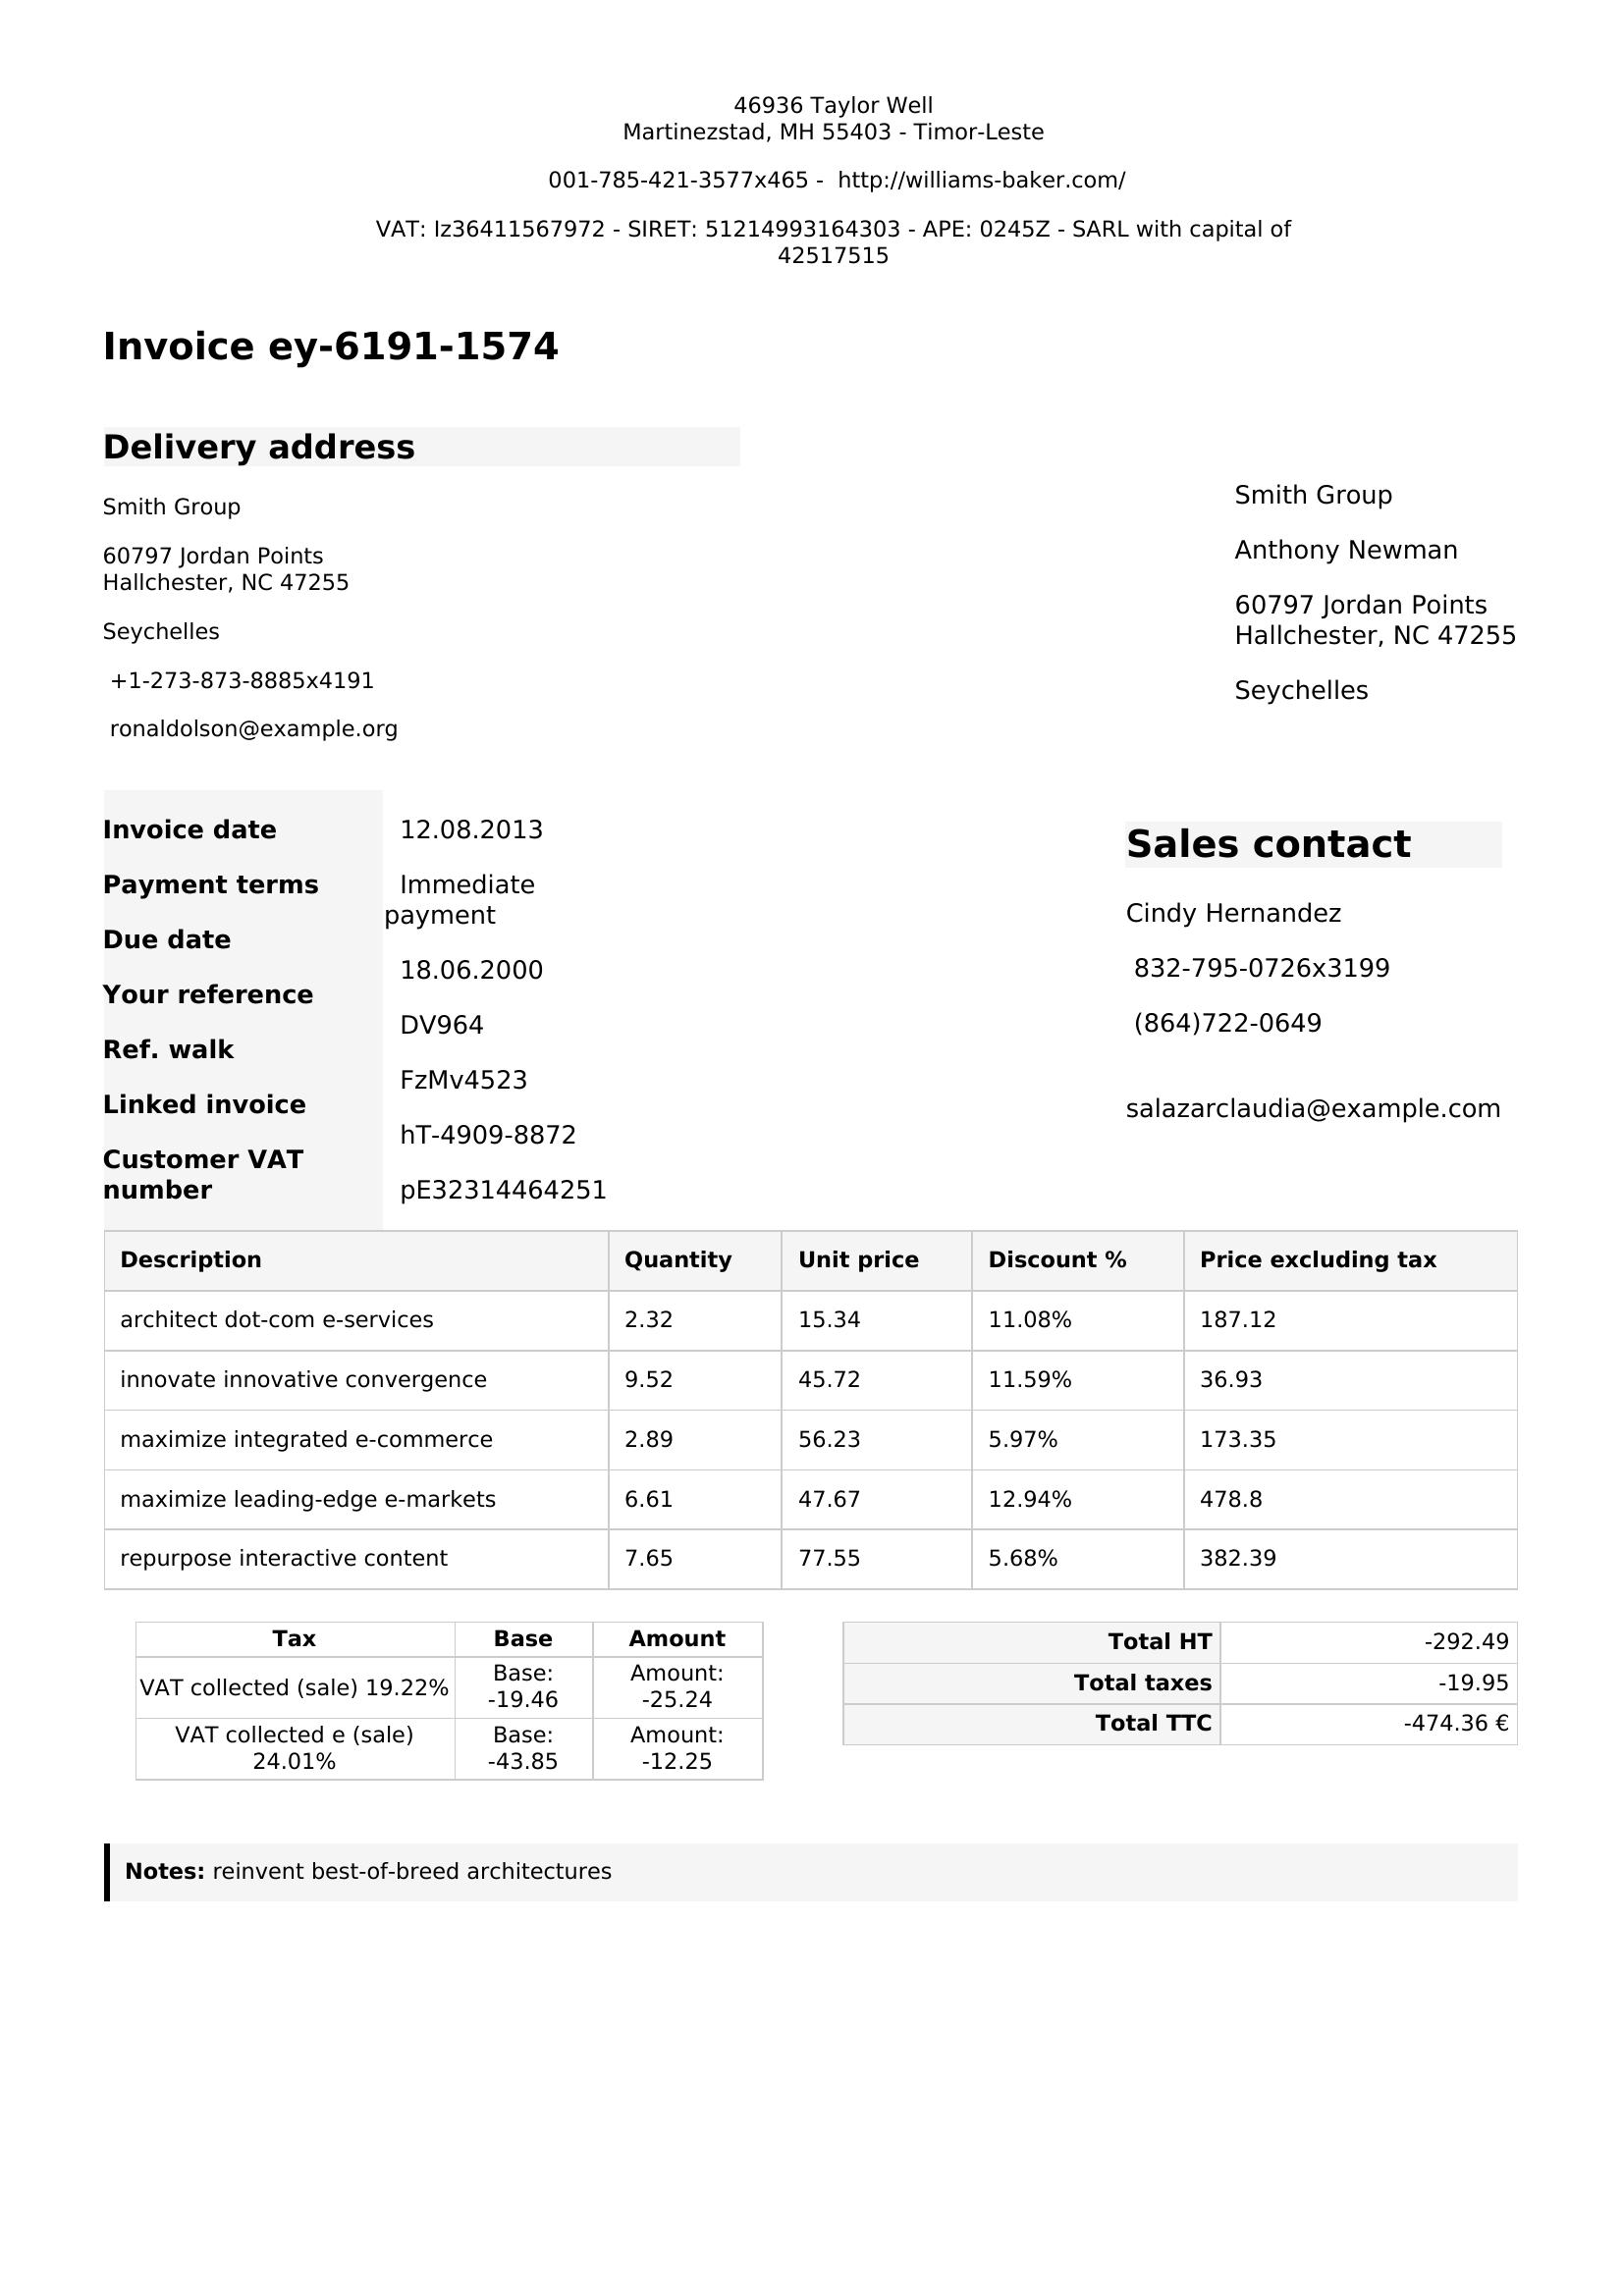 46936 Taylor Well
Martinezstad, MH 55403 - Timor-Leste
001-785-421-3577x465 -  http://williams-baker.com/
VAT: Iz36411567972 - SIRET: 51214993164303 - APE: 0245Z - SARL with capital of
42517515
Invoice ey-6191-1574
Delivery address
Smith Group
60797 Jordan Points
Hallchester, NC 47255
Seychelles
+1-273-873-8885x4191
ronaldolson@example.org
Smith Group
Anthony Newman
60797 Jordan Points
Hallchester, NC 47255
Seychelles
Invoice date
Payment terms
Due date
Your reference
Ref. walk
Linked invoice
Customer VAT
number
12.08.2013
Immediate
payment
18.06.2000
DV964
FzMv4523
hT-4909-8872
pE32314464251
Sales contact
Cindy Hernandez
832-795-0726x3199
(864)722-0649
salazarclaudia@example.com
Description Quantity Unit price Discount % Price excluding tax
architect dot-com e-services 2.32 15.34 11.08% 187.12
innovate innovative convergence 9.52 45.72 11.59% 36.93
maximize integrated e-commerce 2.89 56.23 5.97% 173.35
maximize leading-edge e-markets 6.61 47.67 12.94% 478.8
repurpose interactive content 7.65 77.55 5.68% 382.39
Tax Base Amount
VAT collected (sale) 19.22% Base: -19.46 Amount: -25.24
VAT collected e (sale) 24.01% Base: -43.85 Amount: -12.25
Total HT -292.49
Total taxes -19.95
Total TTC -474.36 €
Notes: reinvent best-of-breed architectures